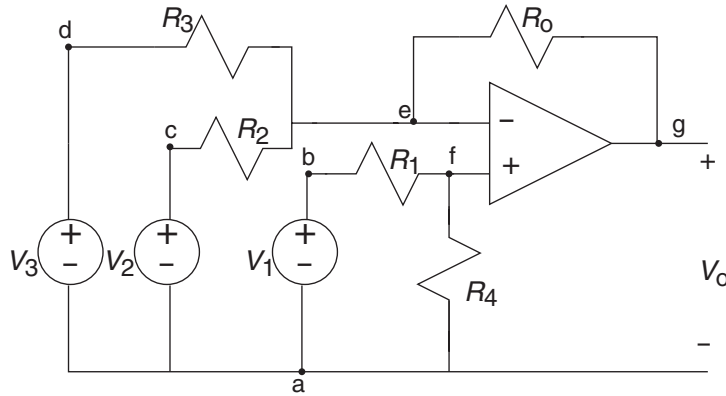 R3
Ro
d
e
c
R2
g
b
R1
f
−
+
+
+
−
V3
+
−
V2
+
−
V1
R4
Vo
−
a